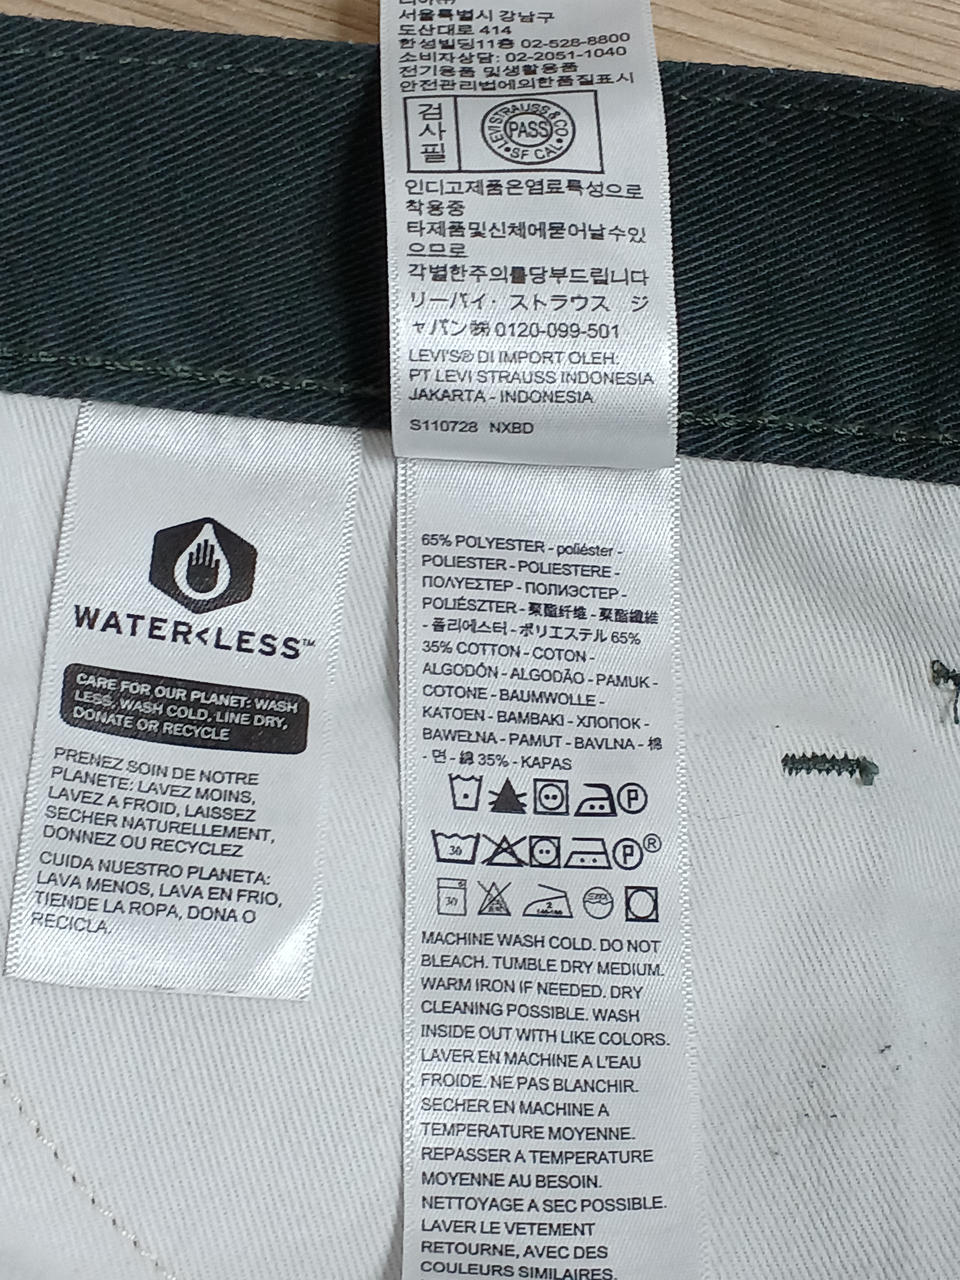 서울특별시 강남구
도산대로 414
한성빌딩11층 02-528-8800
소비자상담: 02-2051-1040
전기용품 및생활용품
안전관리법에의한품질표시
검사필
LEVI STRAUSS & CO
PASS
SF CAL
인디고제품은염료특성으로
착용중
타제품및신체에묻어날수있
으므로
각별한주의를당부드립니다
リーバイ・ストラウス ジ
ャパン㈱ 0120-099-501
LEVI'S® DI IMPORT OLEH:
PT LEVI STRAUSS INDONESIA
JAKARTA - INDONESIA
S110728 NXBD
WATER<LESS™
CARE FOR OUR PLANET: WASH
LESS, WASH COLD, LINE DRY,
DONATE OR RECYCLE
PRENEZ SOIN DE NOTRE
PLANETE: LAVEZ MOINS,
LAVEZ A FROID, LAISSEZ
SECHER NATURELLEMENT,
DONNEZ OU RECYCLEZ
CUIDA NUESTRO PLANETA:
LAVA MENOS, LAVA EN FRIO,
TIENDE LA ROPA, DONA O
RECICLA.
65% POLYESTER - poliéster -
POLIESTER - POLIESTERE -
ΠΟΛΥΕΣΤΕΡ - ПОЛИЭСТЕР -
POLIÉSZTER - 聚酯纤维 - 聚酯纖維
- 폴리에스터 - ポリエステル 65%
35% COTTON - COTON -
ALGODÓN - ALGODÃO - PAMUK -
COTONE - BAUMWOLLE -
KATOEN - BAMBAKI - ХЛОПОК -
BAWEŁNA - PAMUT - BAVLNA - 棉
- 면 - 綿 35% - KAPAS
P
30 P ®
30 2
MACHINE WASH COLD. DO NOT
BLEACH. TUMBLE DRY MEDIUM.
WARM IRON IF NEEDED. DRY
CLEANING POSSIBLE. WASH
INSIDE OUT WITH LIKE COLORS.
LAVER EN MACHINE A L'EAU
FROIDE. NE PAS BLANCHIR.
SECHER EN MACHINE A
TEMPERATURE MOYENNE.
REPASSER A TEMPERATURE
MOYENNE AU BESOIN.
NETTOYAGE A SEC POSSIBLE.
LAVER LE VETEMENT
RETOURNE, AVEC DES
COULEURS SIMILAIRES.